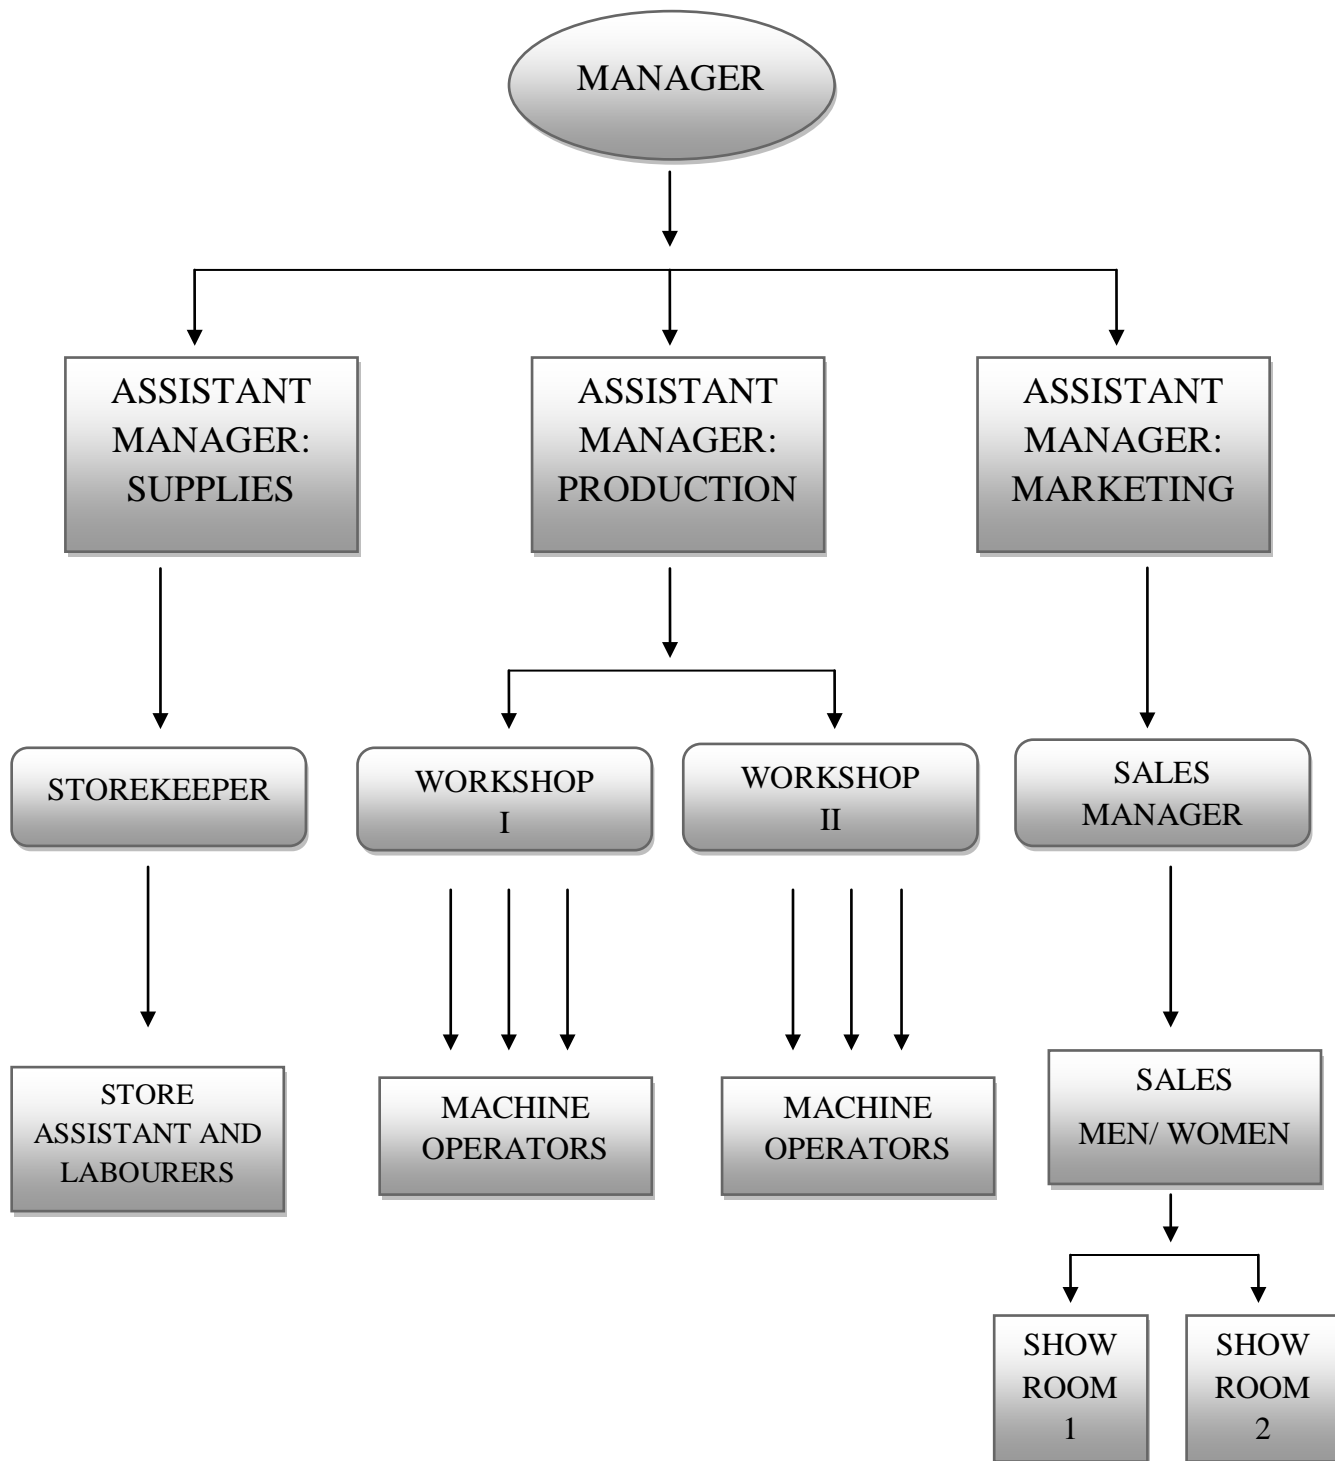 MANAGER
ASSISTANT
MANAGER:
SUPPLIES
ASSISTANT
MANAGER:
PRODUCTION
ASSISTANT
MANAGER:
MARKETING
STOREKEEPER
WORKSHOP
I
WORKSHOP
II
SALES
MANAGER
STORE
ASSISTANT AND
LABOURERS
MACHINE
OPERATORS
MACHINE
OPERATORS
SALES
MEN/ WOMEN
SHOW
ROOM
1
SHOW
ROOM
2